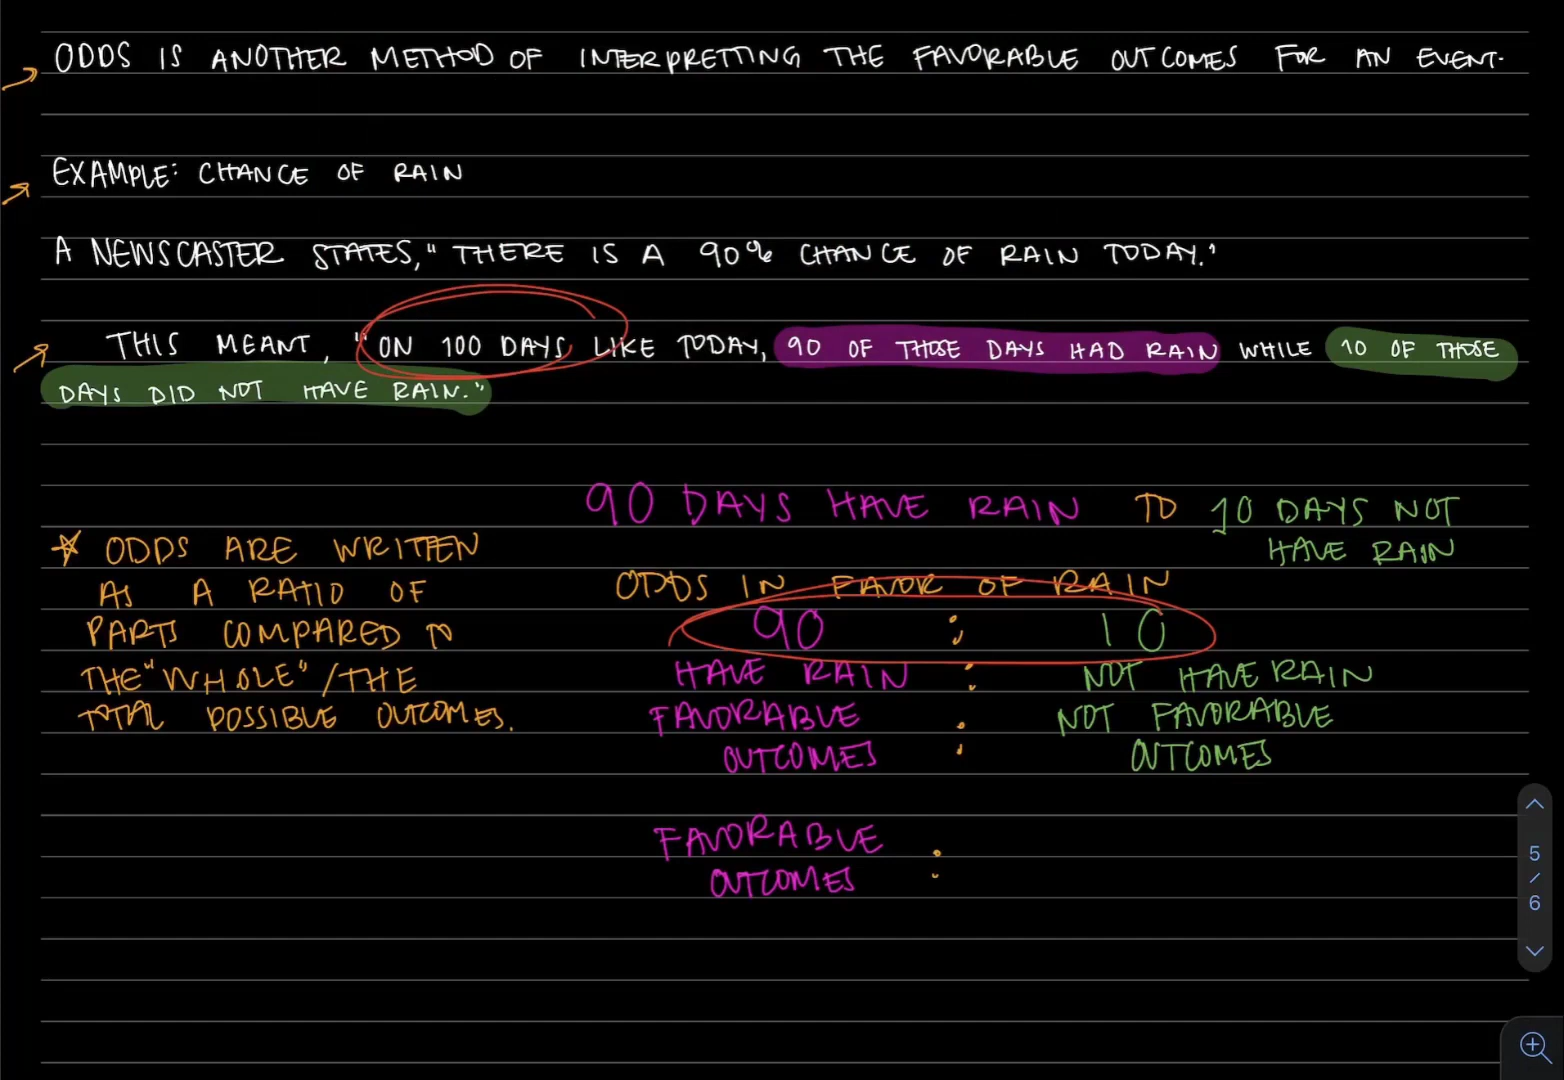 ODDS IS ANOTHER METHOD OF INTERPRETTING THE FAVORABLE OUTCOMES FOR AN EVENT.
EXAMPLE: CHANCE OF RAIN
A NEWSCASTER STATES, "THERE IS A 90% CHANCE OF RAIN TODAY."
THIS MEANT, "ON 100 DAYS LIKE TODAY, 90 OF THOSE DAYS HAD RAIN WHILE 10 OF THOSE
DAYS DID NOT HAVE RAIN."
90 DAYS HAVE RAIN TO 10 DAYS NOT
HAVE RAIN
* ODDS ARE WRITTEN
AS A RATIO OF
PARTS COMPARED TO
THE "WHOLE" / THE
TOTAL POSSIBLE OUTCOMES.
ODDS IN FAVOR OF RAIN
90 : 10
HAVE RAIN : NOT HAVE RAIN
FAVORABLE : NOT FAVORABLE
OUTCOMES OUTCOMES
FAVORABLE :
OUTCOMES
5
/
6